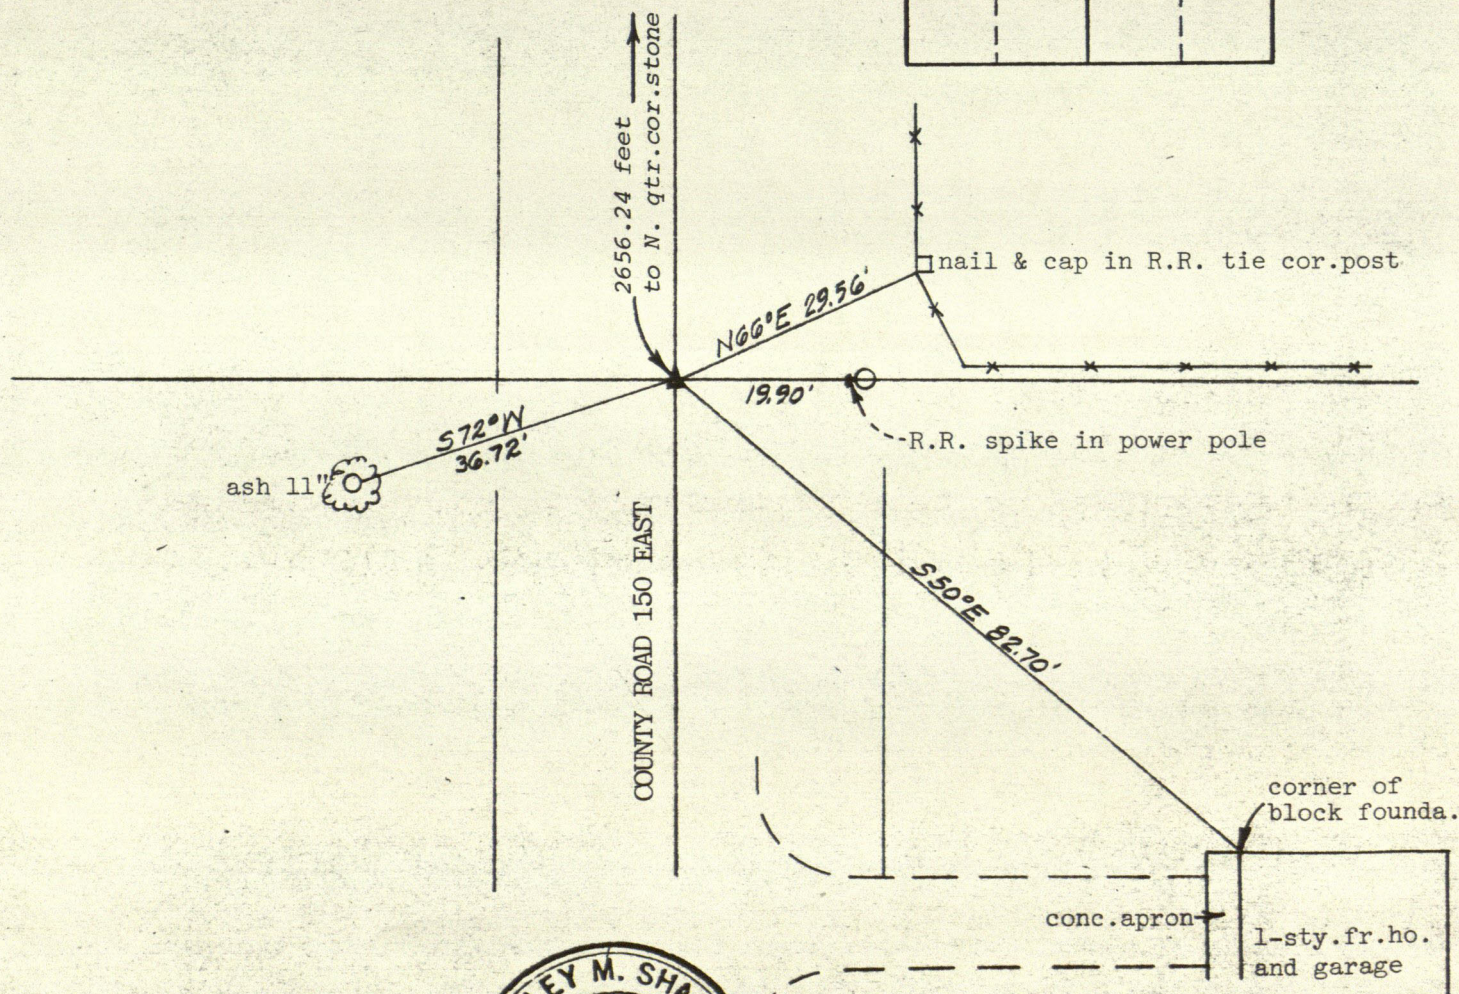 2656.24 feet
to N. qtr.cor.stone
nail & cap in R.R. tie cor.post
N66°E 29.56'
19.90'
R.R. spike in power pole
S72°W
36.72'
ash 11"
COUNTY ROAD 150 EAST
S50°E 82.70'
corner of
block founda.
conc.apron
1-sty.fr.ho.
and garage
EY M. SHA